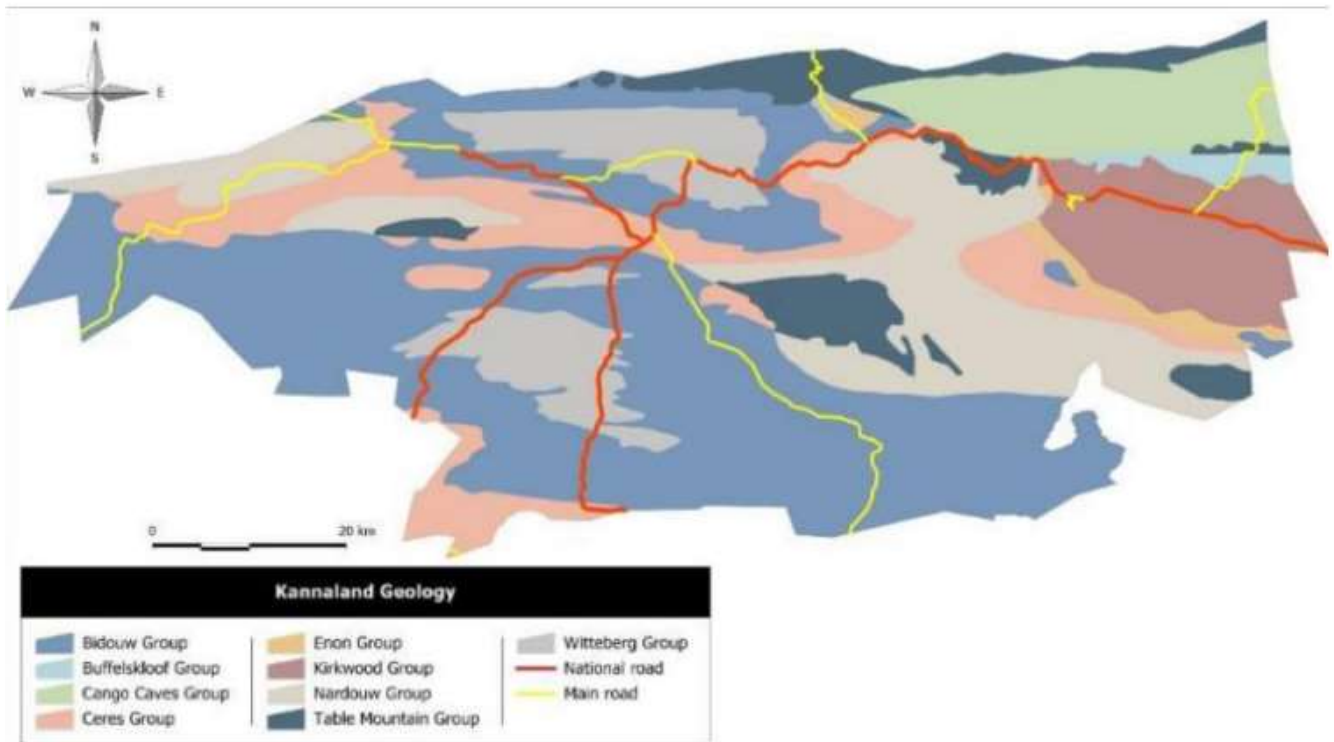 N
W E
S
0 20 km
Kannaland Geology
Bidouw Group
Buffelskloof Group
Cango Caves Group
Ceres Group
Enon Group
Kirkwood Group
Nardouw Group
Table Mountain Group
Witteberg Group
National road
Main road